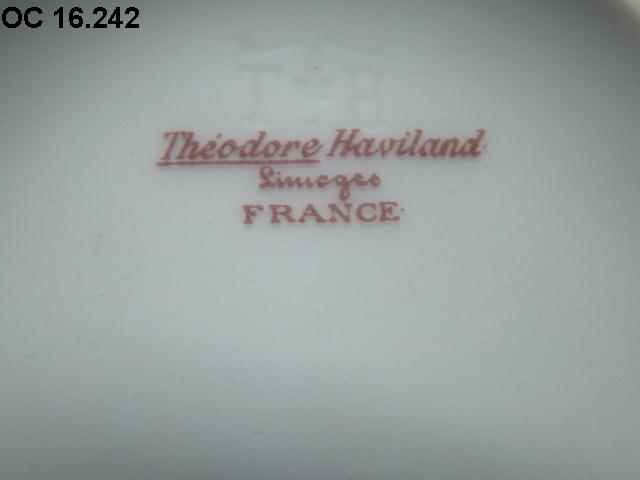 OC 16.242
T H
Théodore Haviland
Limoges
FRANCE